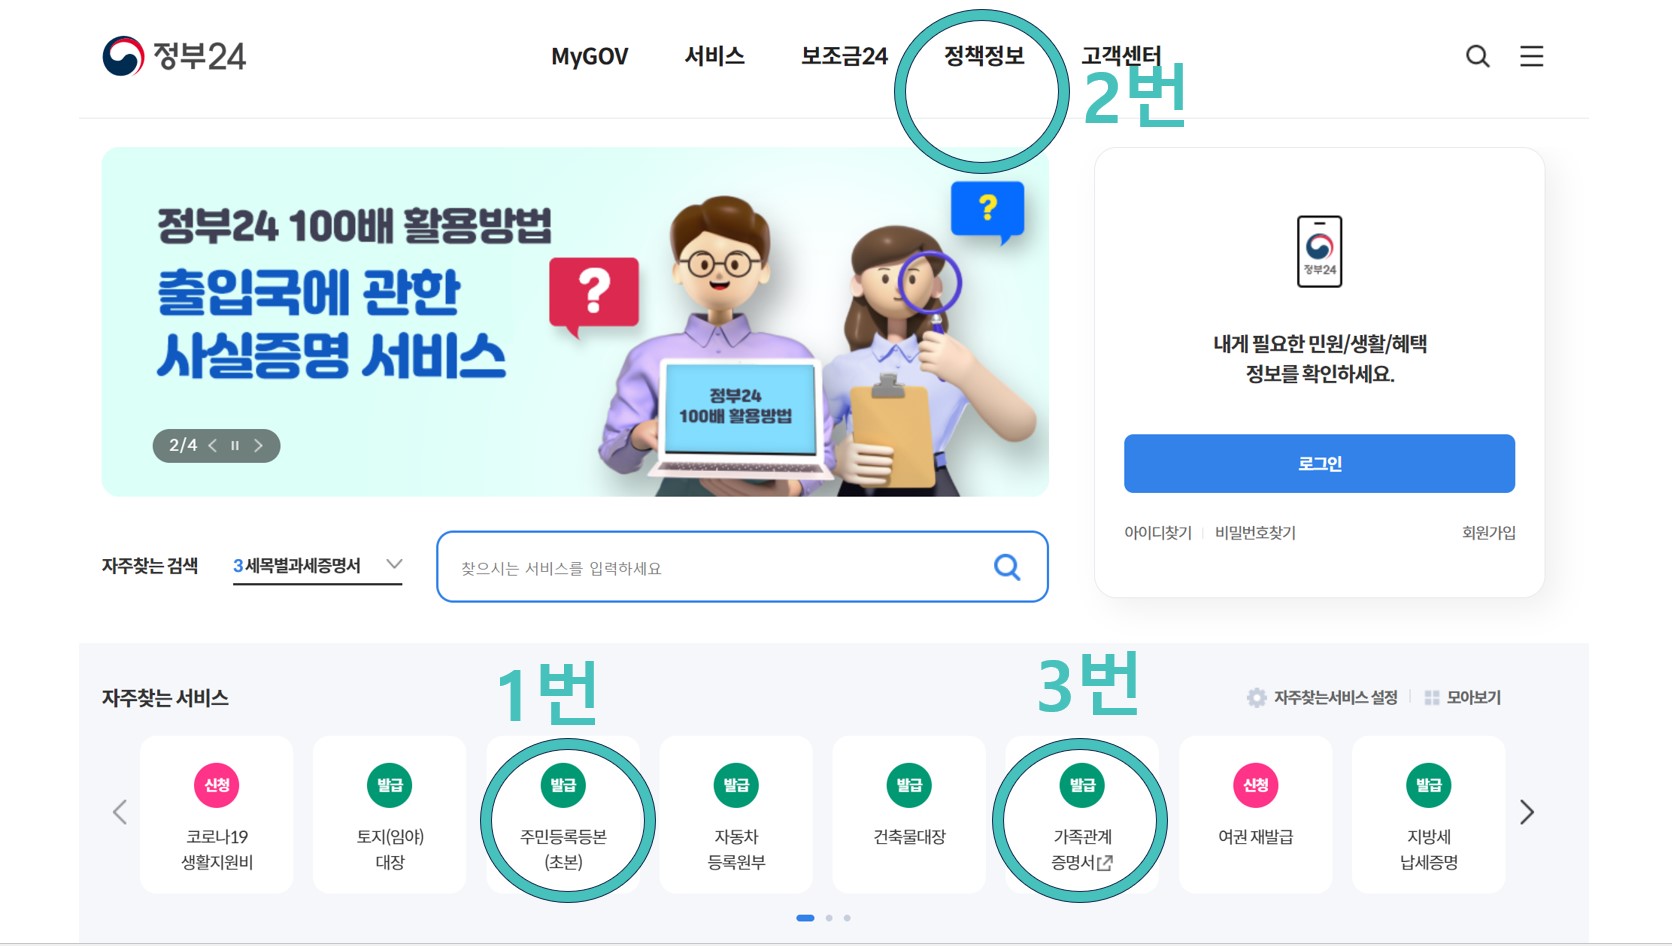 정부24
MyGOV
서비스
보조금24
정책정보
고객센터
2번
정부24 100배 활용방법
출입국에 관한
사실증명 서비스
?
?
정부24
100배 활용방법
2/4
정부24
내게 필요한 민원/생활/혜택
정보를 확인하세요.
로그인
아이디찾기
비밀번호찾기
회원가입
자주찾는 검색
3 세목별과세증명서
찾으시는 서비스를 입력하세요
1번
3번
자주찾는 서비스
자주찾는서비스 설정
모아보기
신청
코로나19
생활지원비
발급
토지(임야)
대장
발급
주민등록등본
(초본)
발급
자동차
등록원부
발급
건축물대장
발급
가족관계
증명서
신청
여권 재발급
발급
지방세
납세증명